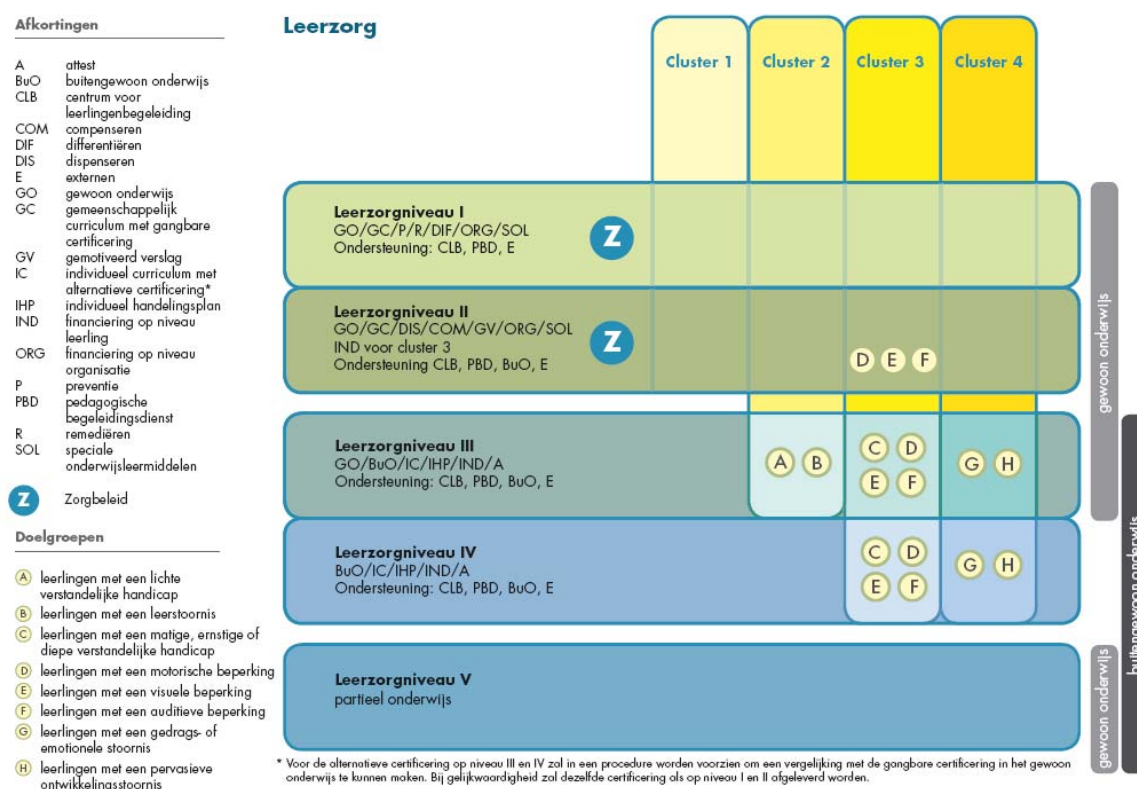 Afkortingen
A attest
BuO buitengewoon onderwijs
CLB centrum voor
leerlingenbegeleiding
COM compenseren
DIF differentiëren
DIS dispenseren
E externen
GO gewoon onderwijs
GC gemeenschappelijk
curriculum met gangbare
certificering
GV gemotiveerd verslag
IC individueel curriculum met
alternatieve certificering*
IHP individueel handelingsplan
IND financiering op niveau
leerling
ORG financiering op niveau
organisatie
P preventie
PBD pedagogische
begeleidingsdienst
R remediëren
SOL speciale
onderwijsleermiddelen
Z Zorgbeleid
Doelgroepen
A leerlingen met een lichte
verstandelijke handicap
B leerlingen met een leerstoornis
C leerlingen met een matige, ernstige of
diepe verstandelijke handicap
D leerlingen met een motorische beperking
E leerlingen met een visuele beperking
F leerlingen met een auditieve beperking
G leerlingen met een gedrags- of
emotionele stoornis
H leerlingen met een pervasieve
ontwikkelingsstoornis
Leerzorg
Cluster 1 Cluster 2 Cluster 3 Cluster 4
Leerzorgniveau I
GO/GC/P/R/DIF/ORG/SOL
Ondersteuning: CLB, PBD, E
Z
Leerzorgniveau II
GO/GC/DIS/COM/GV/ORG/SOL
IND voor cluster 3
Ondersteuning CLB, PBD, BuO, E
Z
D E F
Leerzorgniveau III
GO/BuO/IC/IHP/IND/A
Ondersteuning: CLB, PBD, BuO, E
A B
C D
E F
G H
Leerzorgniveau IV
BuO/IC/IHP/IND/A
Ondersteuning: CLB, PBD, BuO, E
C D
E F
G H
Leerzorgniveau V
partieel onderwijs
gewoon onderwijs
buitengewoon onderwijs
gewoon onderwijs
* Voor de alternatieve certificering op niveau III en IV zal in een procedure worden voorzien om een vergelijking met de gangbare certificering in het gewoon
onderwijs te kunnen maken. Bij gelijkwaardigheid zal dezelfde certificering als op niveau I en II afgeleverd worden.